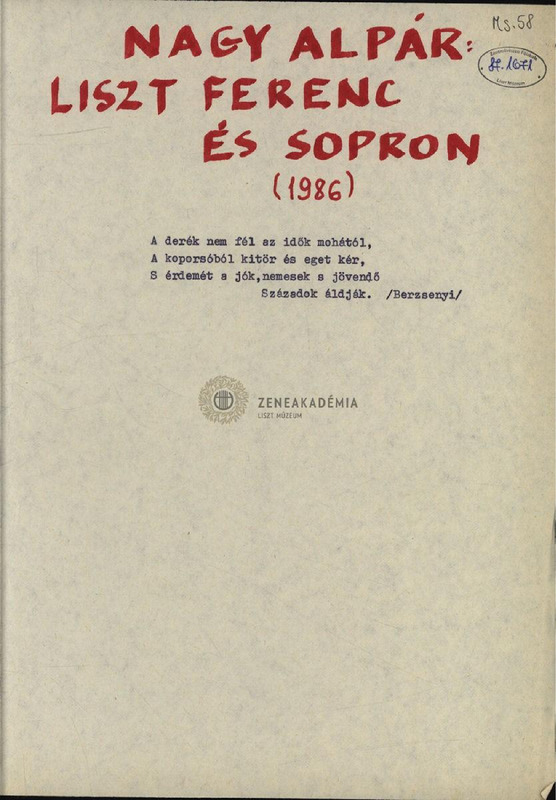 Ms.58
NAGY ALPÁR:
LISZT FERENC
ÉS SOPRON
(1986)
A derék nem fél az idők mohától,
A koporsóból kitör és eget kér,
S érdemét a jók,nemesek a jövendő
Századok áldják. /Berzsenyi/
ZENEAKADÉMIA
LISZT MÚZEUM